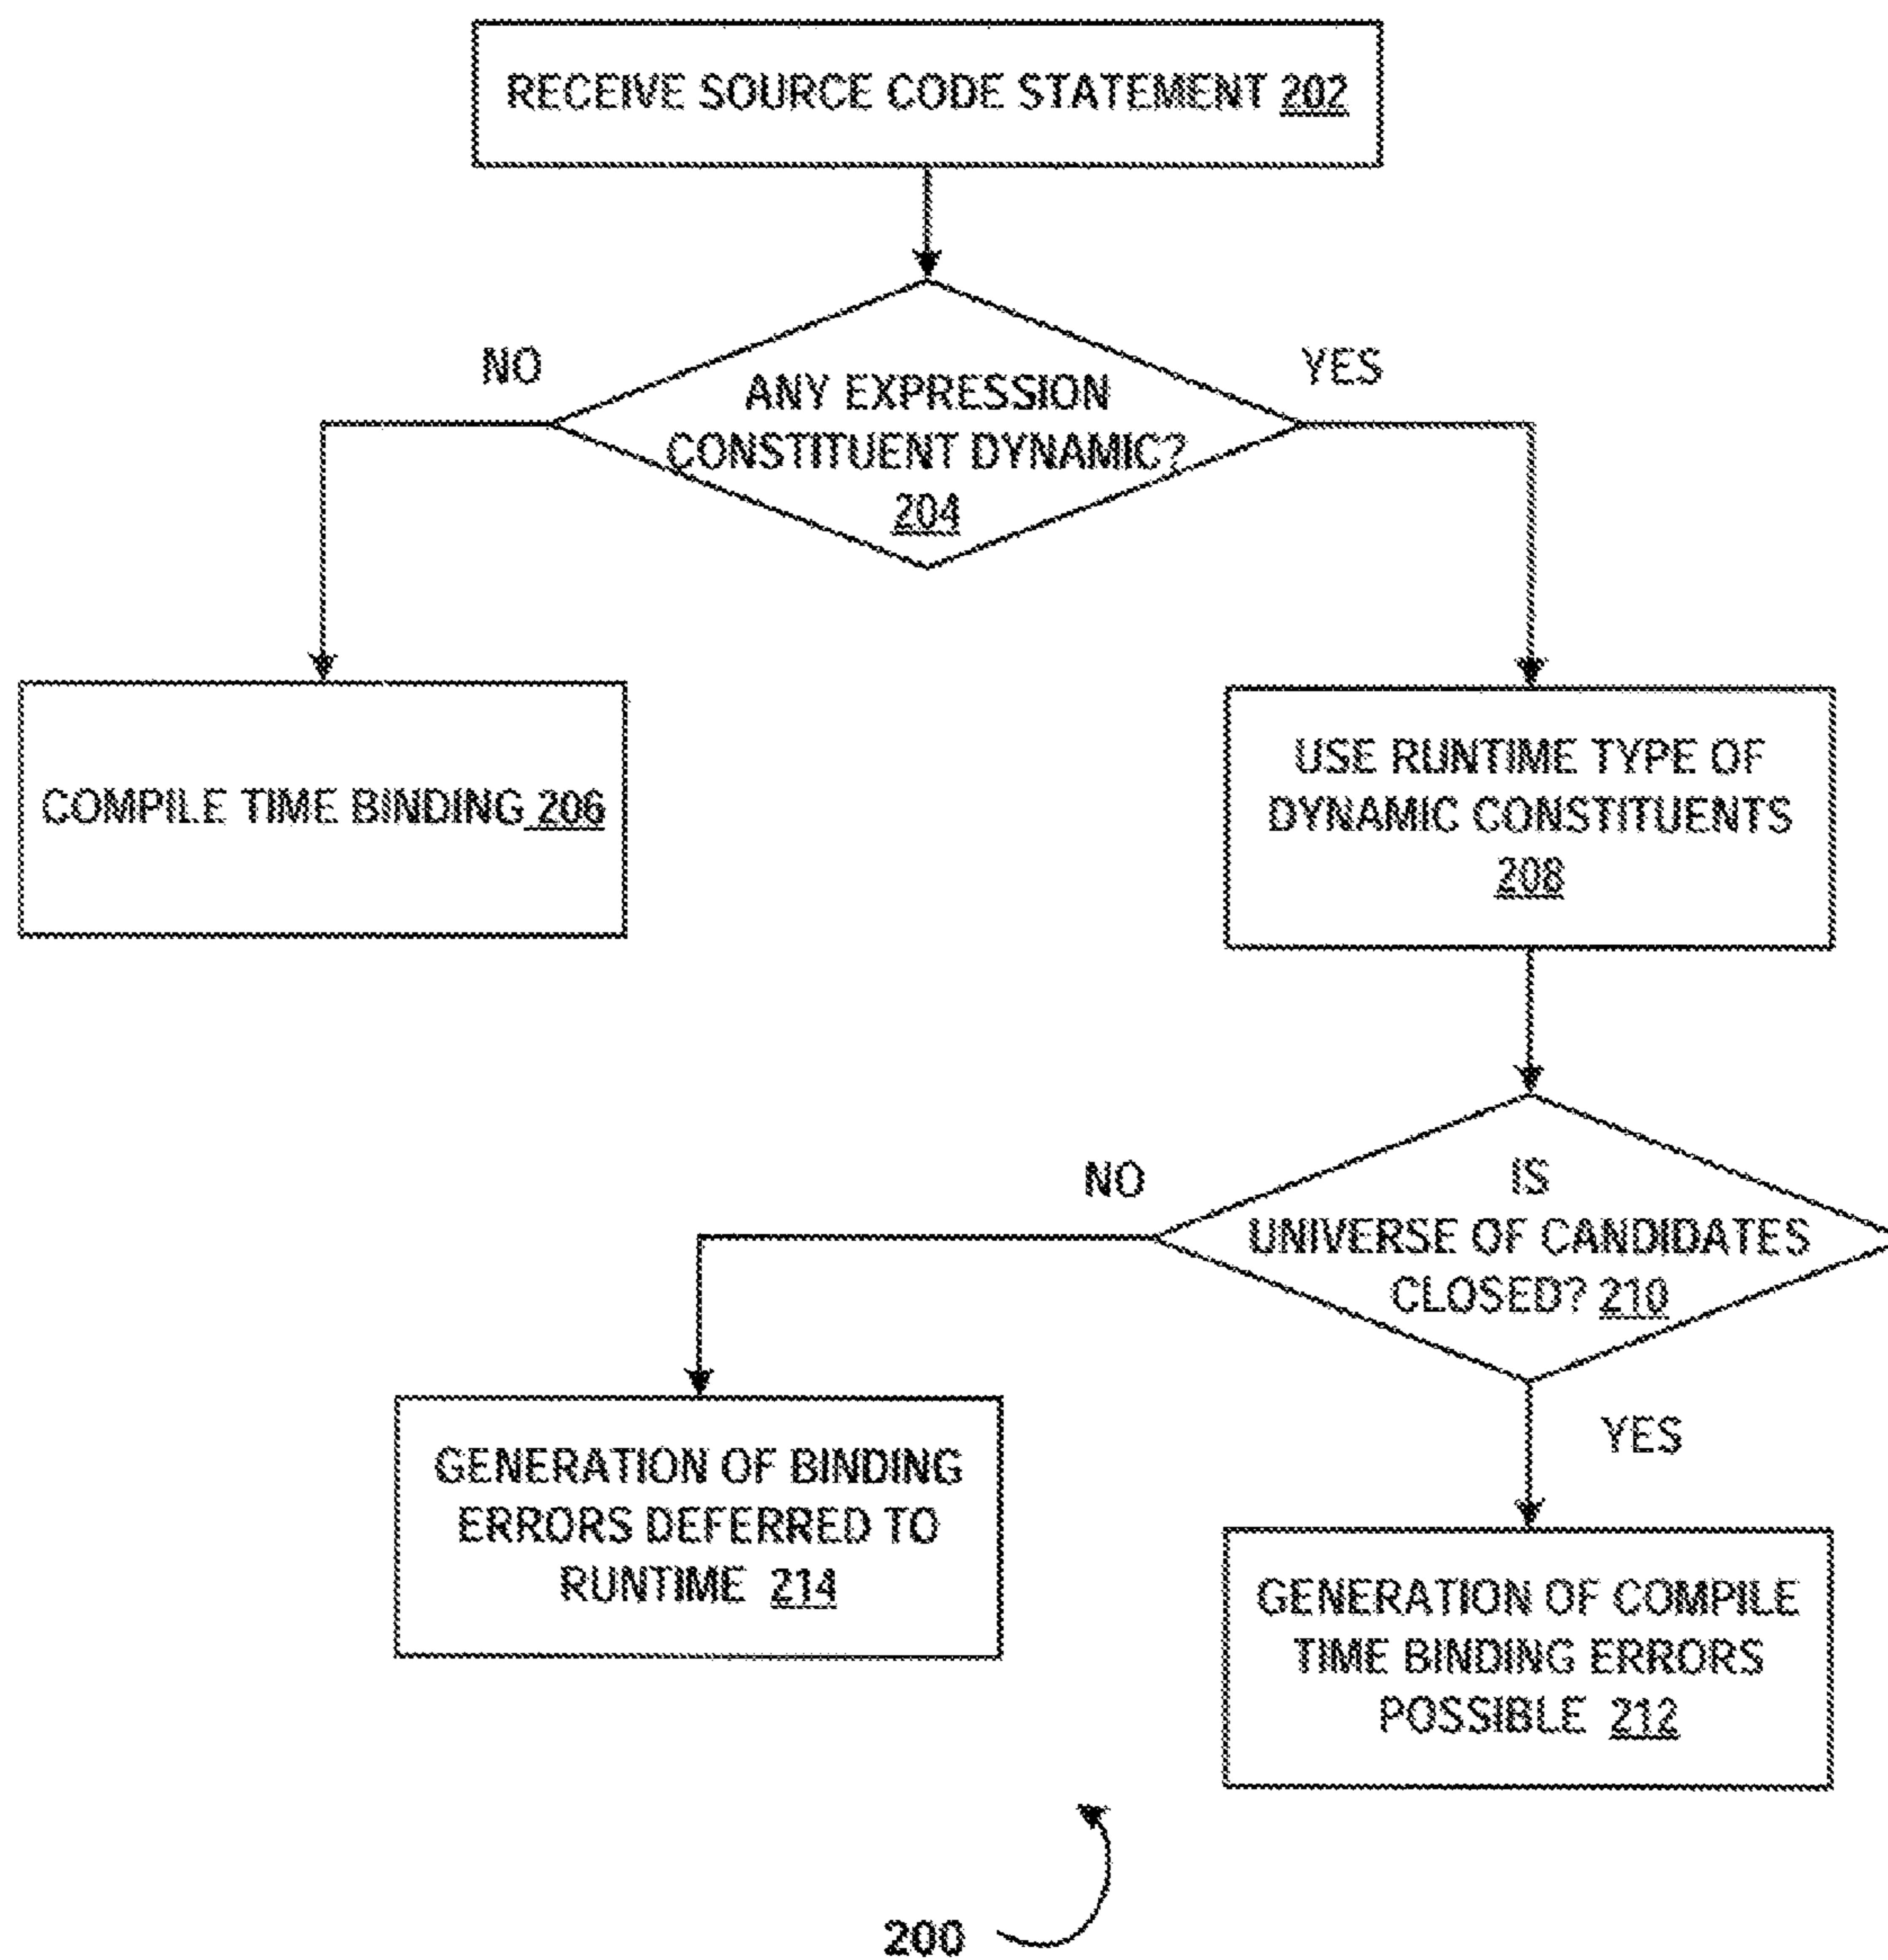 RECEIVE SOURCE CODE STATEMENT 202
NO
YES
ANY EXPRESSION
CONSTITUENT DYNAMIC?
204
COMPILE TIME BINDING 206
USE RUNTIME TYPE OF
DYNAMIC CONSTITUENTS
208
NO
IS
UNIVERSE OF CANDIDATES
CLOSED? 210
YES
GENERATION OF BINDING
ERRORS DEFERRED TO
RUNTIME 214
GENERATION OF COMPILE
TIME BINDING ERRORS
POSSIBLE 212
200